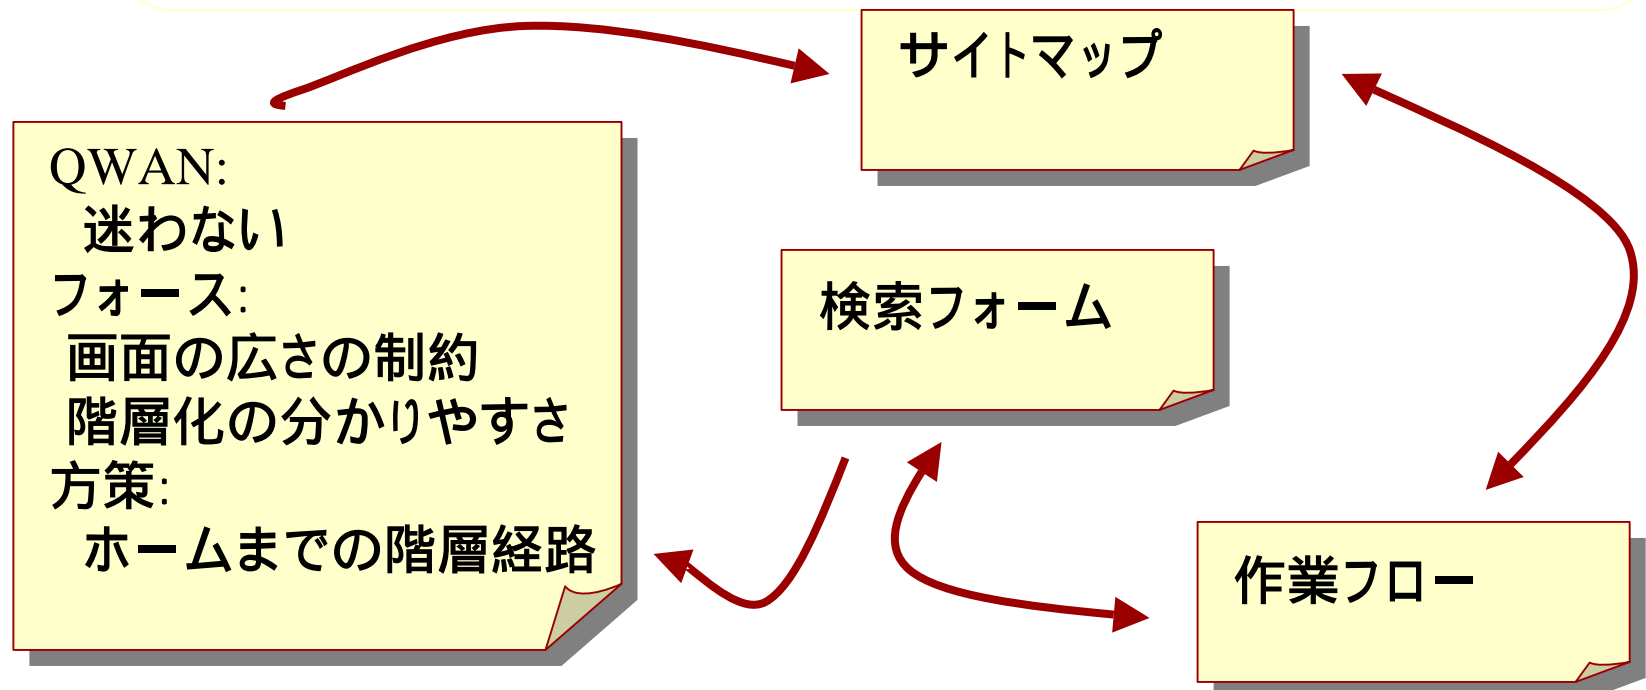 サイトマップ
QWAN:
迷わない
フォース:
画面の広さの制約
階層化の分かりやすさ
方策:
ホームまでの階層経路
検索フォーム
作業フロー